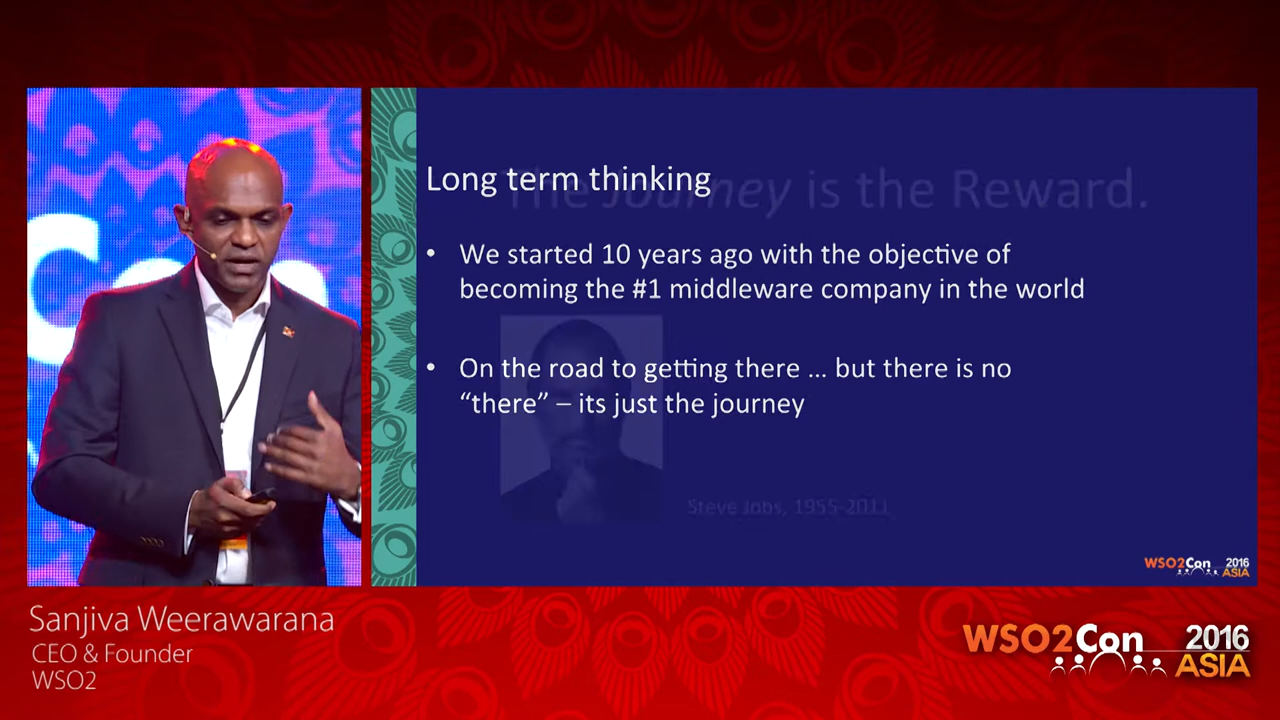 Long term thinking
The Journey is the Reward.
• We started 10 years ago with the objective of
becoming the #1 middleware company in the world
• On the road to getting there ... but there is no
“there” – its just the journey
Steve Jobs, 1955-2011
WSO2Con 2016
ASIA
Sanjiva Weerawarana
CEO & Founder
WSO2
WSO2Con 2016
ASIA